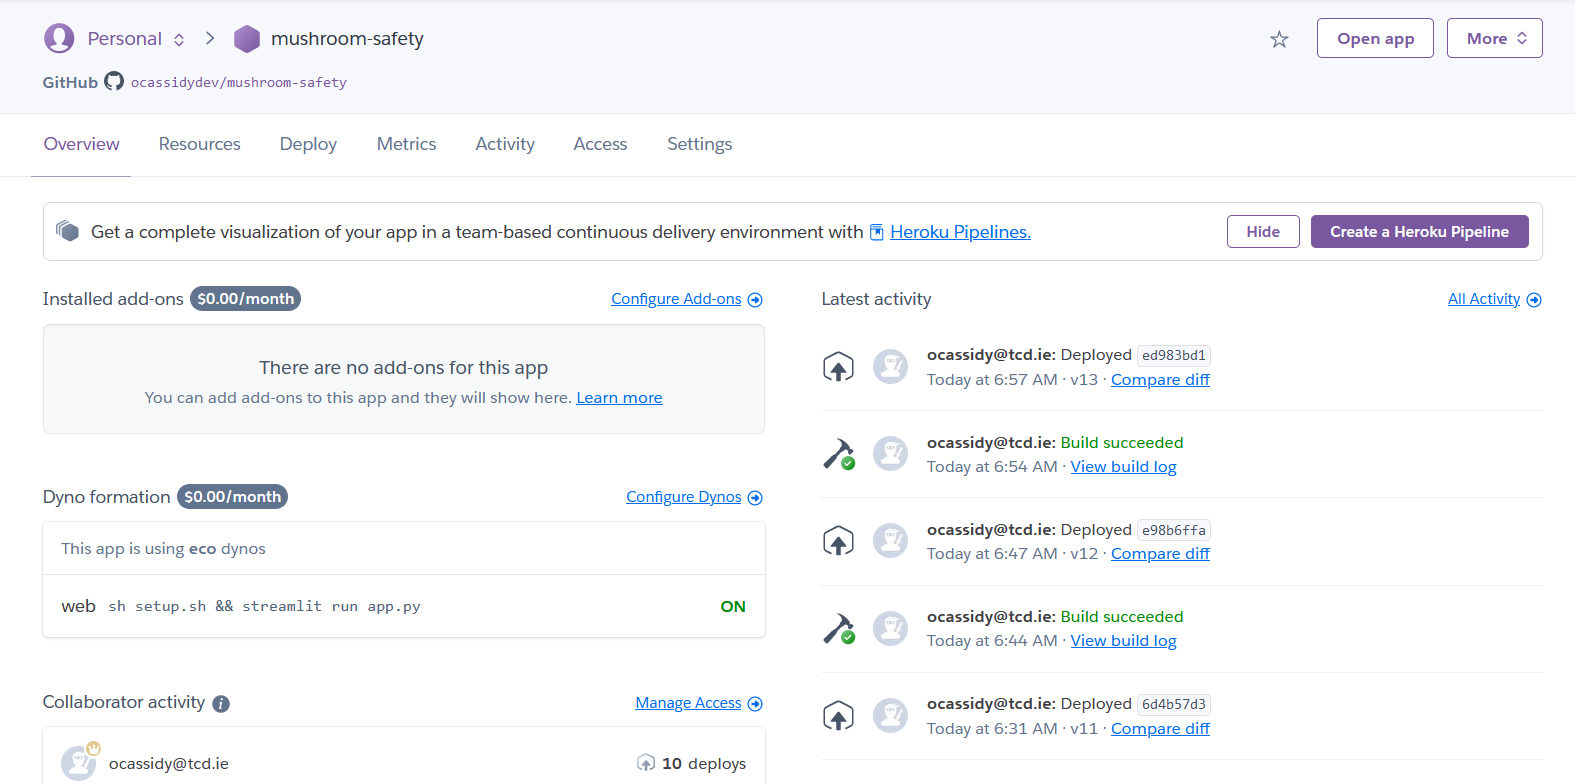 Personal > mushroom-safety
Open app
More
GitHub ocassidydev/mushroom-safety
Overview Resources Deploy Metrics Activity Access Settings
Get a complete visualization of your app in a team-based continuous delivery environment with Heroku Pipelines.
Hide
Create a Heroku Pipeline
Installed add-ons $0.00/month Configure Add-ons
There are no add-ons for this app
You can add add-ons to this app and they will show here. Learn more
Dyno formation $0.00/month Configure Dynos
This app is using eco dynos
web sh setup.sh && streamlit run app.py ON
Collaborator activity i Manage Access
ocassidy@tcd.ie 10 deploys
Latest activity All Activity
ocassidy@tcd.ie: Deployed ed983bd1
Today at 6:57 AM · v13 · Compare diff
ocassidy@tcd.ie: Build succeeded
Today at 6:54 AM · View build log
ocassidy@tcd.ie: Deployed e98b6ffa
Today at 6:47 AM · v12 · Compare diff
ocassidy@tcd.ie: Build succeeded
Today at 6:44 AM · View build log
ocassidy@tcd.ie: Deployed 6d4b57d3
Today at 6:31 AM · v11 · Compare diff